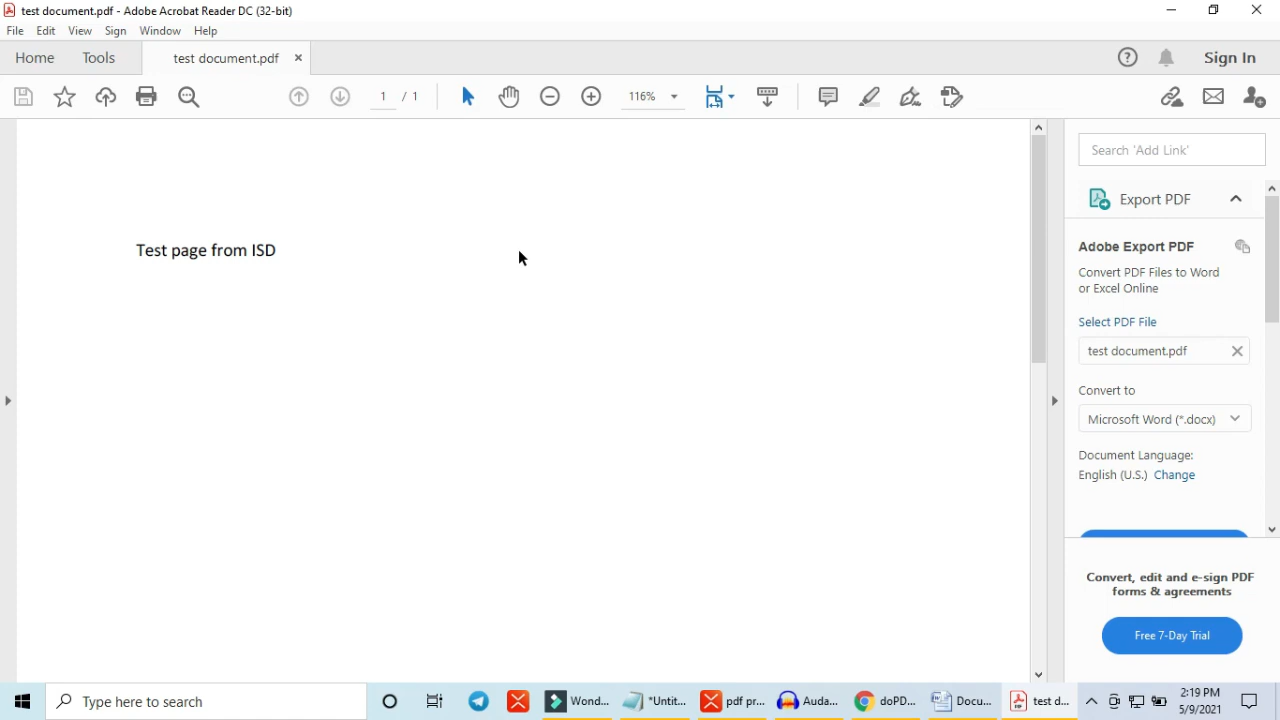 test document.pdf - Adobe Acrobat Reader DC (32-bit)
File Edit View Sign Window Help
Home Tools test document.pdf Sign In
1 / 1 116%
Search 'Add Link'
Export PDF
Test page from ISD
Adobe Export PDF
Convert PDF Files to Word
or Excel Online
Select PDF File
test document.pdf
Convert to
Microsoft Word (*.docx)
Document Language:
English (U.S.) Change
Convert, edit and e-sign PDF
forms & agreements
Free 7-Day Trial
Type here to search Wond... *Untit... pdf pr... Auda... doPD... Docu... test d... 2:19 PM
5/9/2021